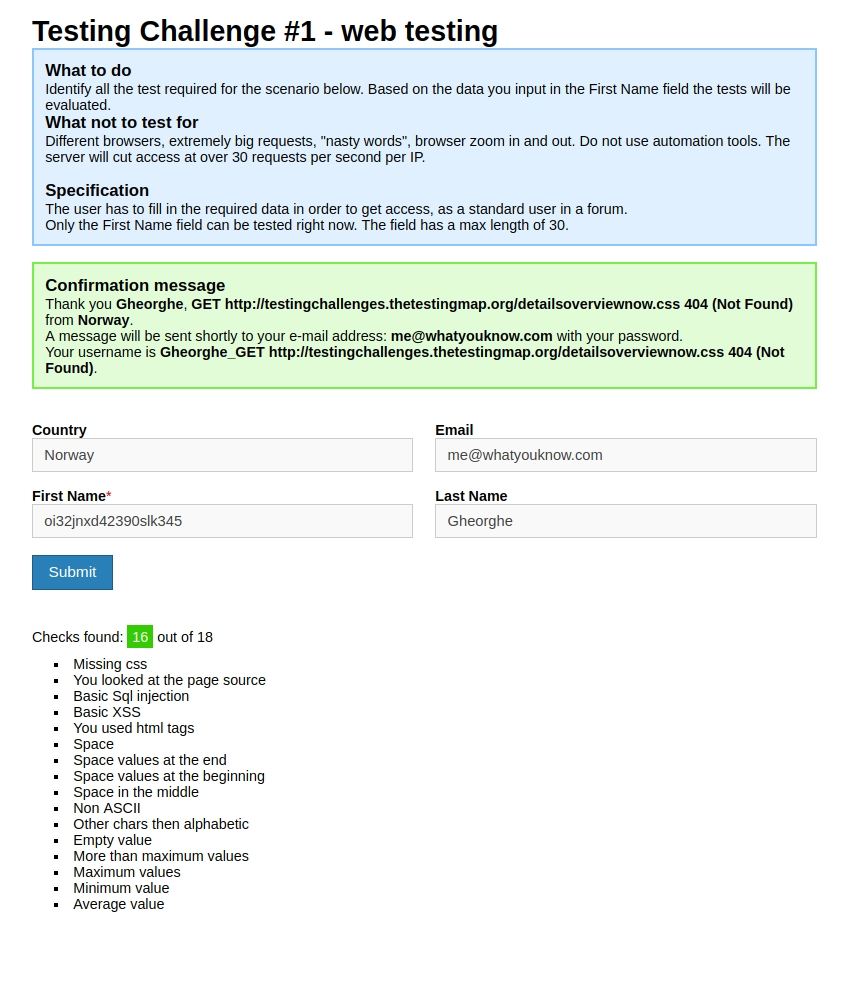 Testing Challenge #1 - web testing
What to do
Identify all the test required for the scenario below. Based on the data you input in the First Name field the tests will be
evaluated.
What not to test for
Different browsers, extremely big requests, "nasty words", browser zoom in and out. Do not use automation tools. The
server will cut access at over 30 requests per second per IP.
Specification
The user has to fill in the required data in order to get access, as a standard user in a forum.
Only the First Name field can be tested right now. The field has a max length of 30.
Confirmation message
Thank you Gheorghe, GET http://testingchallenges.thetestingmap.org/detailsoverviewnow.css 404 (Not Found)
from Norway.
A message will be sent shortly to your e-mail address: me@whatyouknow.com with your password.
Your username is Gheorghe_GET http://testingchallenges.thetestingmap.org/detailsoverviewnow.css 404 (Not
Found).
Country Email
Norway me@whatyouknow.com
First Name* Last Name
oi32jnxd42390slk345 Gheorghe
Submit
Checks found: 16 out of 18
Missing css
You looked at the page source
Basic Sql injection
Basic XSS
You used html tags
Space
Space values at the end
Space values at the beginning
Space in the middle
Non ASCII
Other chars then alphabetic
Empty value
More than maximum values
Maximum values
Minimum value
Average value